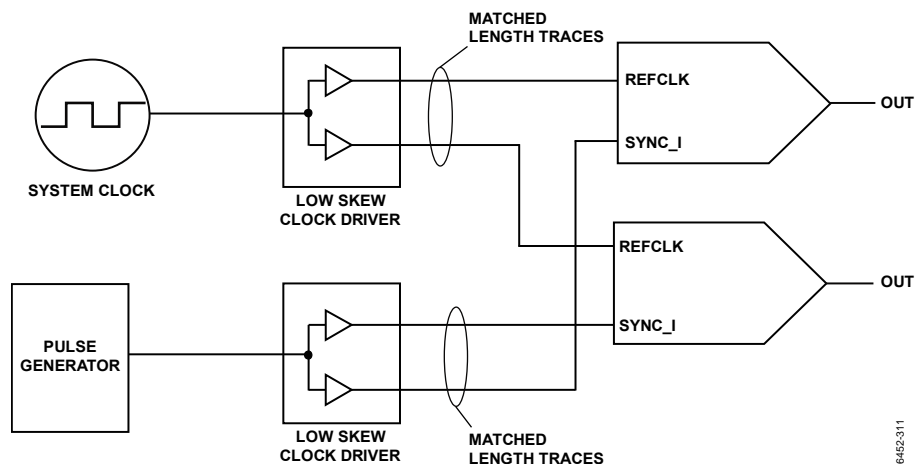 MATCHED
LENGTH TRACES
REFCLK
OUT
SYNC_I
SYSTEM CLOCK
LOW SKEW
CLOCK DRIVER
REFCLK
OUT
SYNC_I
PULSE
GENERATOR
LOW SKEW
CLOCK DRIVER
MATCHED
LENGTH TRACES
6452-311